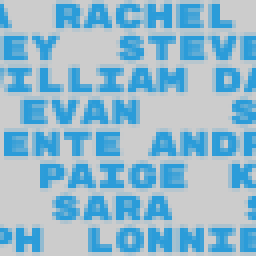 A RACHEL
EY STEVE
WILLIAM DA
EVAN S
ENTE ANDR
PAIGE K
SARA S
PH LONNIE